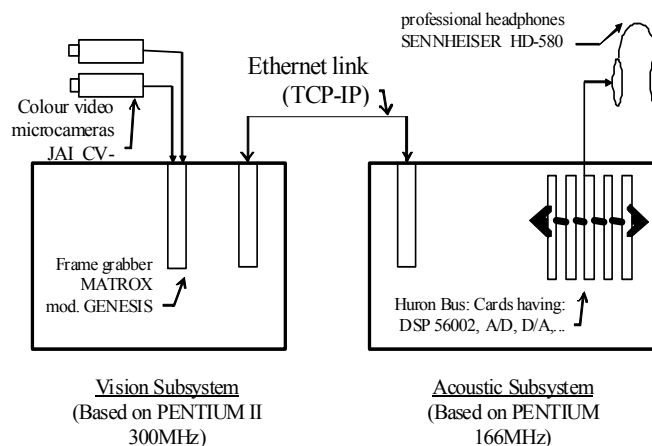 professional headphones
SENNHEISER HD-580
Ethernet link
(TCP-IP)
Colour video
microcameras
JAI CV-
Frame grabber
MATROX
mod. GENESIS
Huron Bus: Cards having:
DSP 56002, A/D, D/A,...
Vision Subsystem
(Based on PENTIUM II
300MHz)
Acoustic Subsystem
(Based on PENTIUM
166MHz)